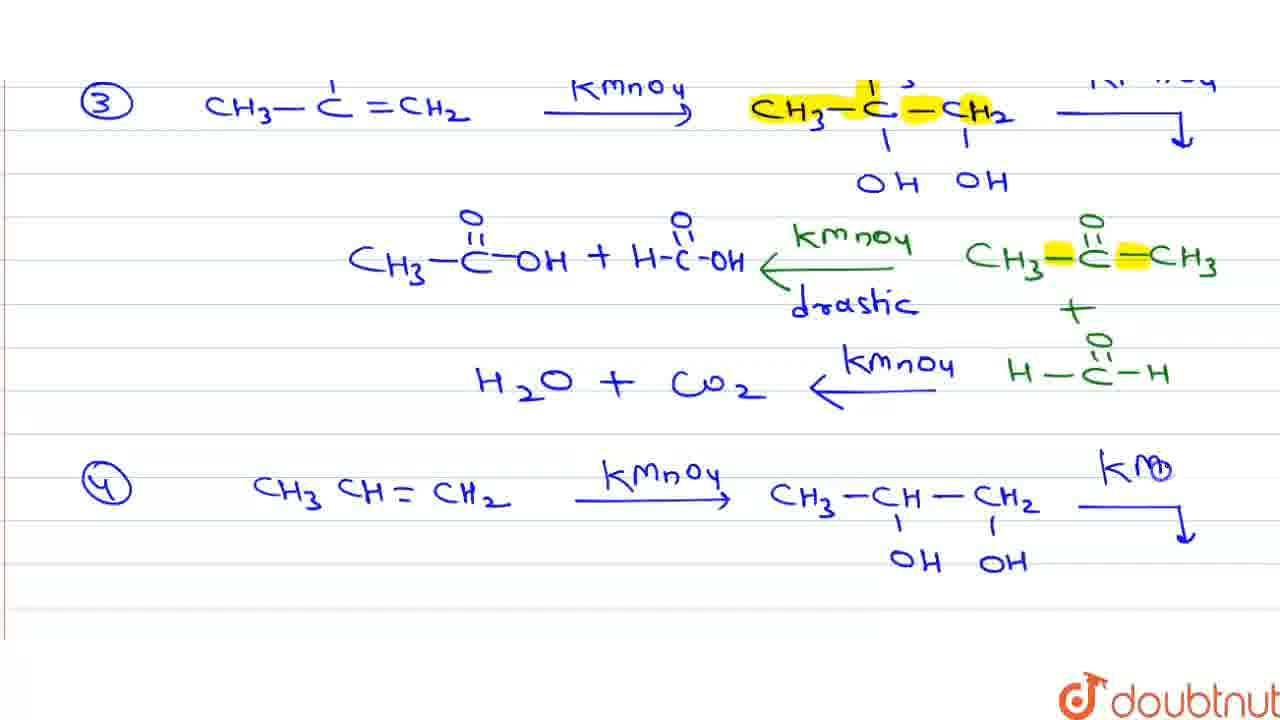 3 CH3-C=CH2 KMnO4 CH3-C-CH2
OH OH
O O KMnO4 O
CH3-C-OH + H-C-OH CH3-C-CH3
drastic +
KMnO4 O
H2O + CO2 H-C-H
4 CH3 CH=CH2 KMnO4 CH3-CH-CH2 KMn
OH OH
doubtnut